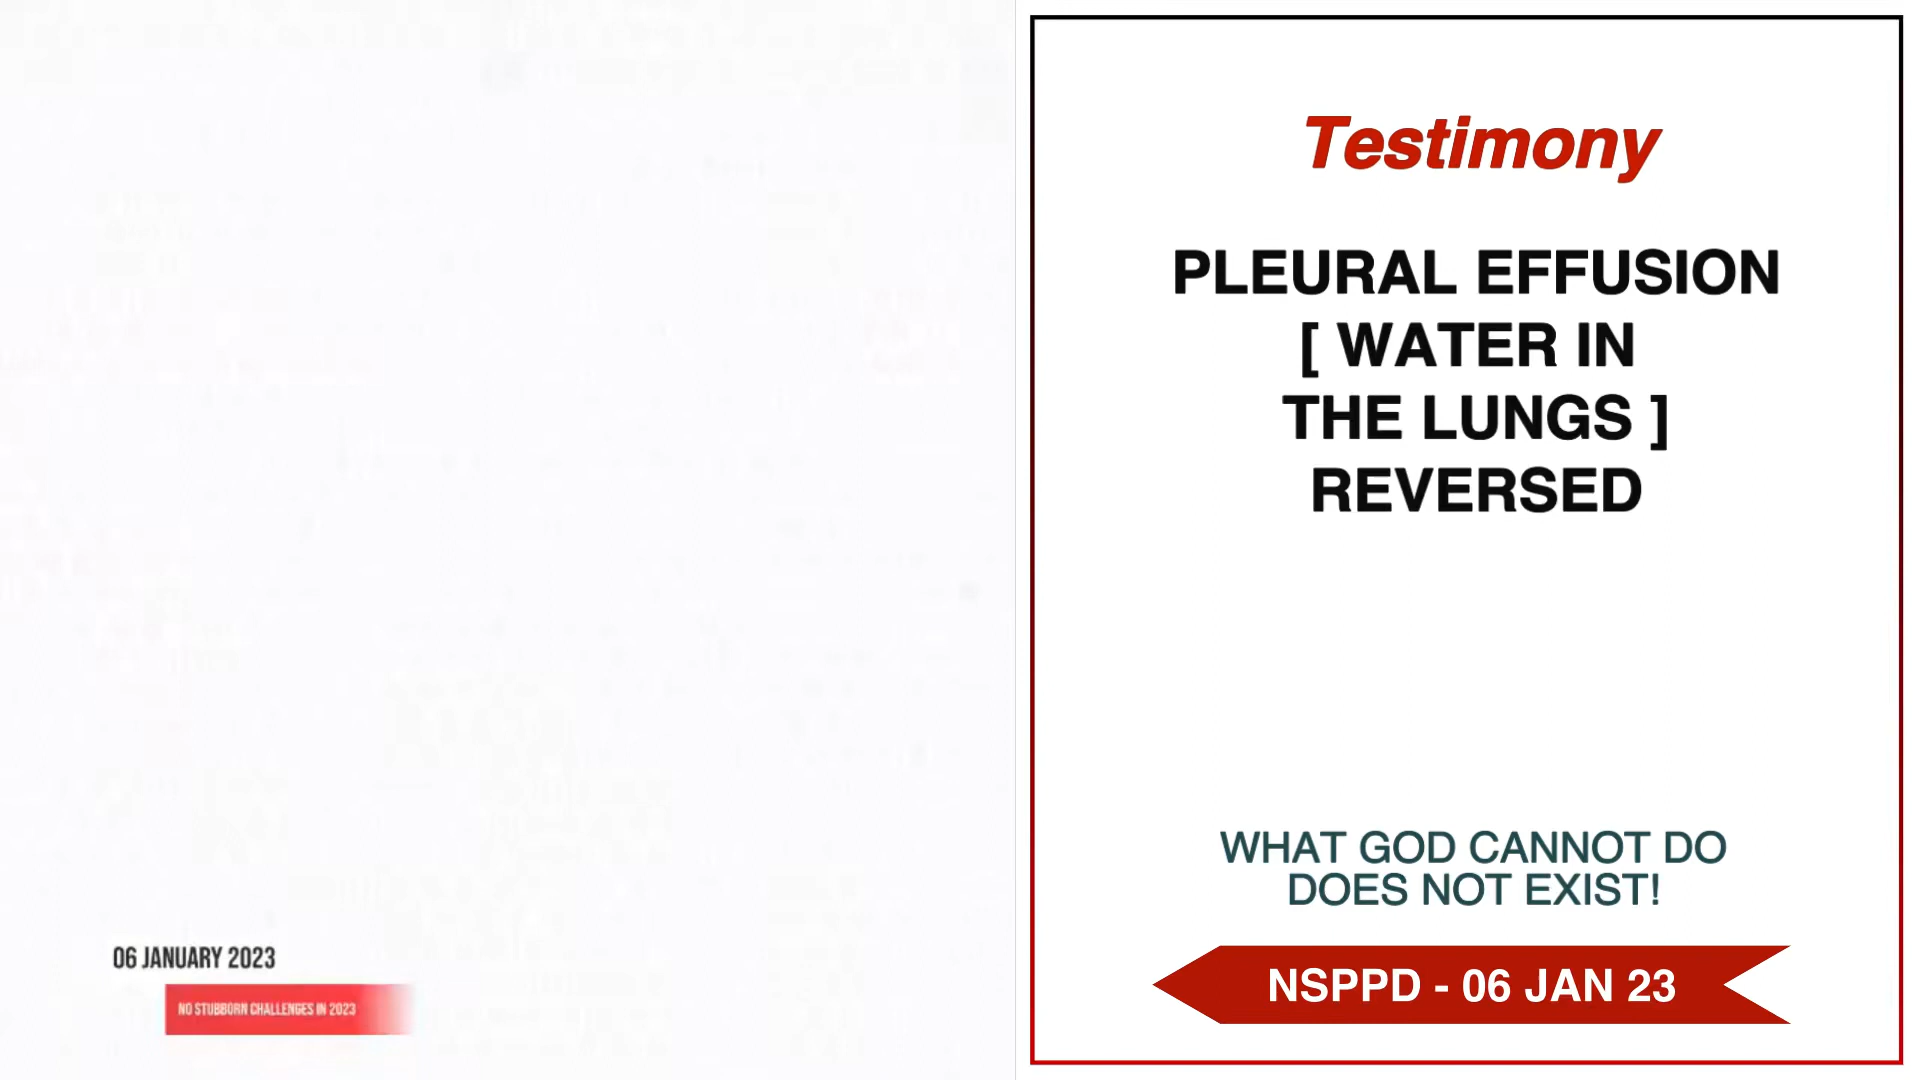 06 JANUARY 2023
NO STUBBORN CHALLENGES IN 2023
Testimony
PLEURAL EFFUSION
[ WATER IN
THE LUNGS ]
REVERSED
WHAT GOD CANNOT DO
DOES NOT EXIST!
NSPPD - 06 JAN 23